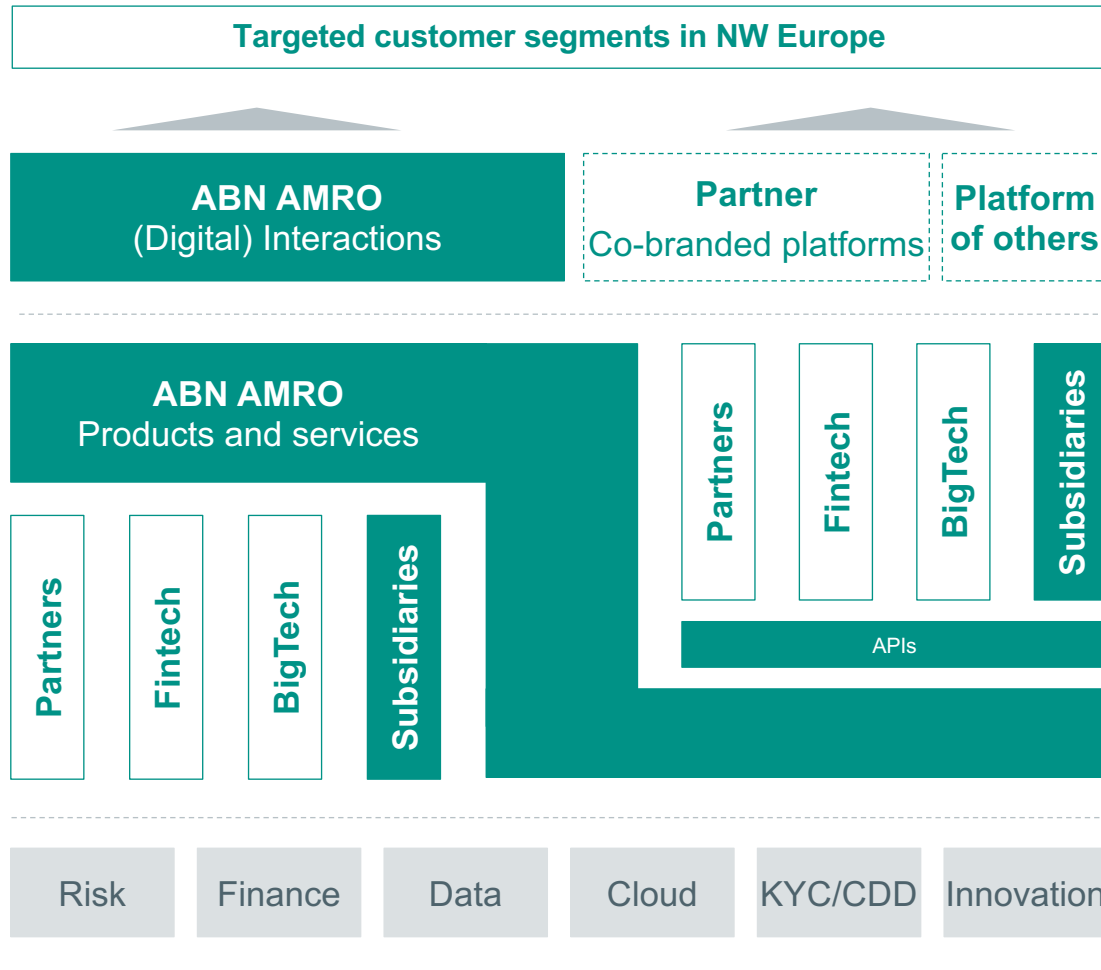 Targeted customer segments in NW Europe
ABN AMRO
(Digital) Interactions
Partner
Co-branded platforms
Platform
of others
ABN AMRO
Products and services
Partners
Fintech
BigTech
Subsidiaries
APIs
Partners
Fintech
BigTech
Subsidiaries
Risk
Finance
Data
Cloud
KYC/CDD
Innovation